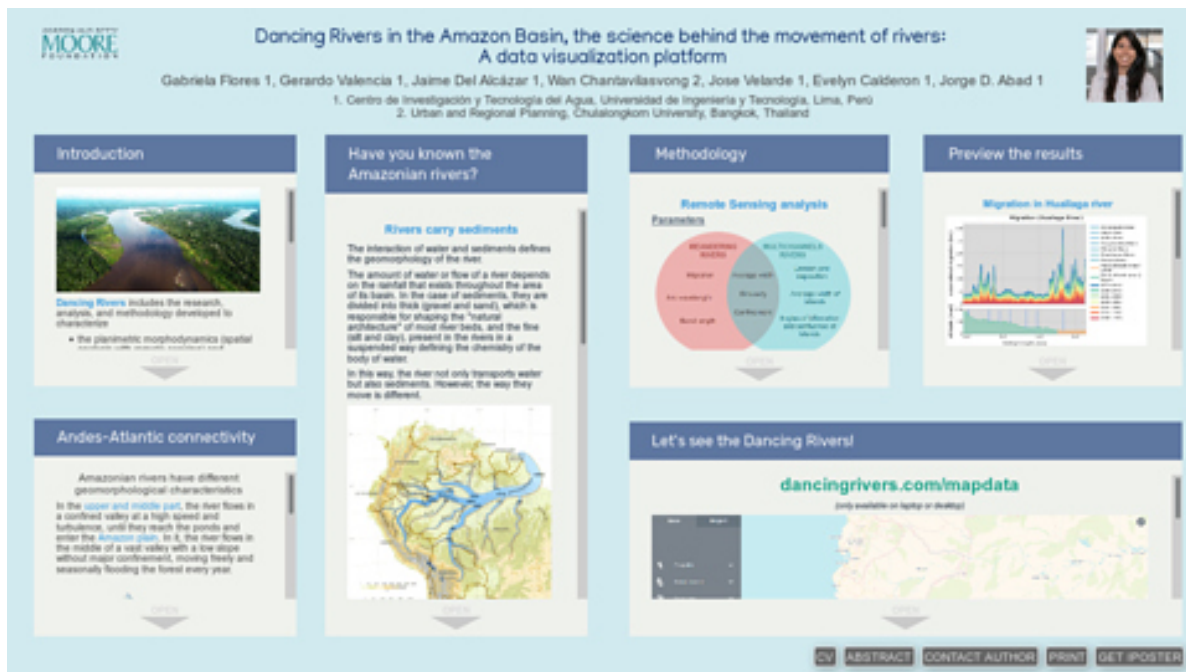 MOORE
FOUNDATION
Dancing Rivers in the Amazon Basin, the science behind the movement of rivers:
A data visualization platform
Gabriela Flores 1, Gerardo Valencia 1, Jaime Del Alcázar 1, Wan Chantavilasvong 2, Jose Velarde 1, Evelyn Calderon 1, Jorge D. Abad 1
1. Centro de Investigación y Tecnología del Agua, Universidad de Ingeniería y Tecnología, Lima, Perú
2. Urban and Regional Planning, Chulalongkorn University, Bangkok, Thailand
Introduction
Dancing Rivers includes the research,
analysis, and methodology developed to
characterize
the planimetric morphodynamics (spatial
OPEN
Andes-Atlantic connectivity
Amazonian rivers have different
geomorphological characteristics
In the upper and middle part, the river flows in
a confined valley at a high speed and
turbulence, until they reach the ponds and
enter the Amazon plain. In it, the river flows in
the middle of a vast valley with a low slope
without major confinement, moving freely and
seasonally flooding the forest every year.
OPEN
Have you known the
Amazonian rivers?
Rivers carry sediments
The interaction of water and sediments defines
the geomorphology of the river.
The amount of water or flow of a river depends
on the rainfall that exists throughout the area
of its basin. In the case of sediments, they are
divided into thick (gravel and sand), which is
responsible for shaping the "natural
architecture" of most river beds, and the fine
(silt and clay), present in the rivers in a
suspended way defining the chemistry of the
body of water.
In this way, the river not only transports water
but also sediments. However, the way they
move is different.
OPEN
Methodology
Remote Sensing analysis
Parameters
MEANDERING
RIVERS
MULTICHANNELS
RIVERS
Migration
Average width
Sinuosity
Confinement
Average width of
islands
OPEN
Preview the results
Migration in Huallaga river
Migration (Huallaga River)
OPEN
Let's see the Dancing Rivers!
dancingrivers.com/mapdata
(only available on laptop or desktop)
OPEN
CV
ABSTRACT
CONTACT AUTHOR
PRINT
GET IPOSTER